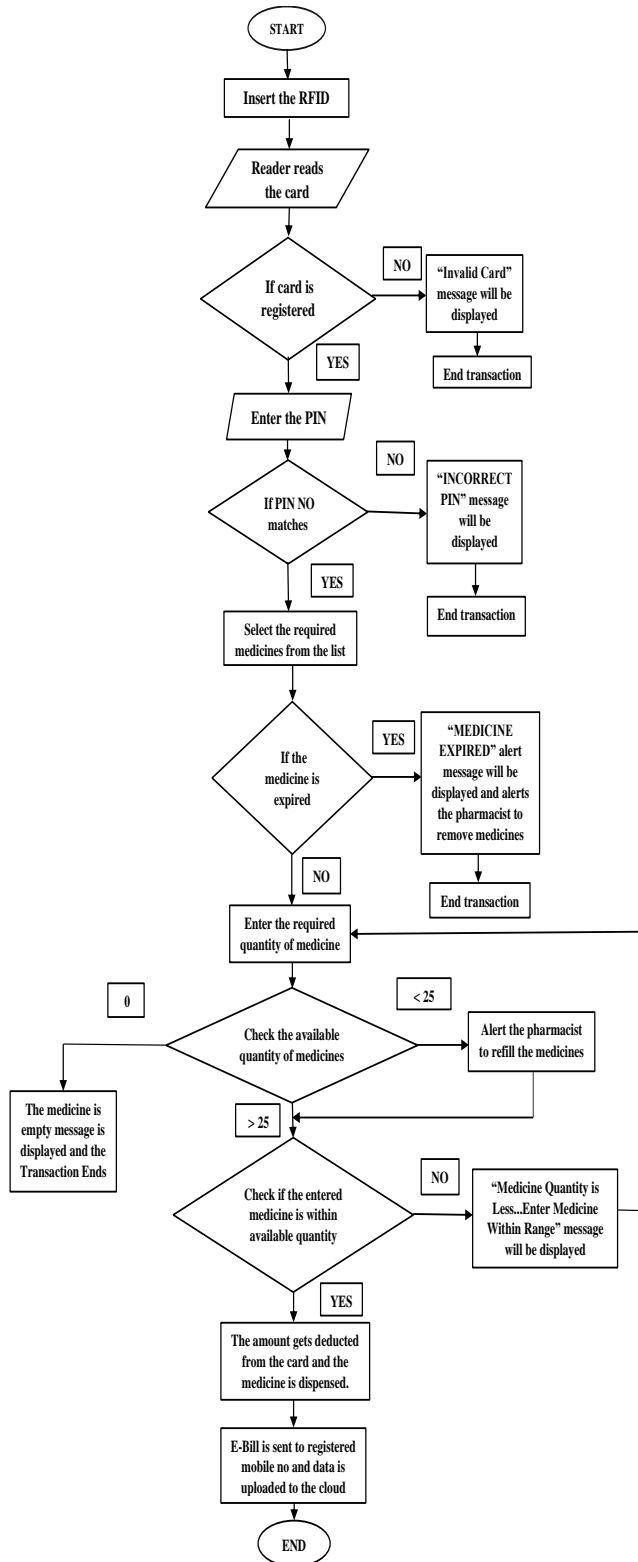 START
Insert the RFID
Reader reads
the card
If card is
registered
NO
“Invalid Card”
message will be
displayed
End transaction
YES
Enter the PIN
If PIN NO
matches
NO
“INCORRECT
PIN” message
will be
displayed
End transaction
YES
Select the required
medicines from the list
If the
medicine is
expired
YES
“MEDICINE
EXPIRED” alert
message will be
displayed and alerts
the pharmacist to
remove medicines
End transaction
NO
Enter the required
quantity of medicine
Check the available
quantity of medicines
0
The medicine is
empty message is
displayed and the
Transaction Ends
< 25
Alert the pharmacist
to refill the medicines
> 25
Check if the entered
medicine is within
available quantity
NO
“Medicine Quantity is
Less...Enter Medicine
Within Range” message
will be displayed
YES
The amount gets deducted
from the card and the
medicine is dispensed.
E-Bill is sent to registered
mobile no and data is
uploaded to the cloud
END